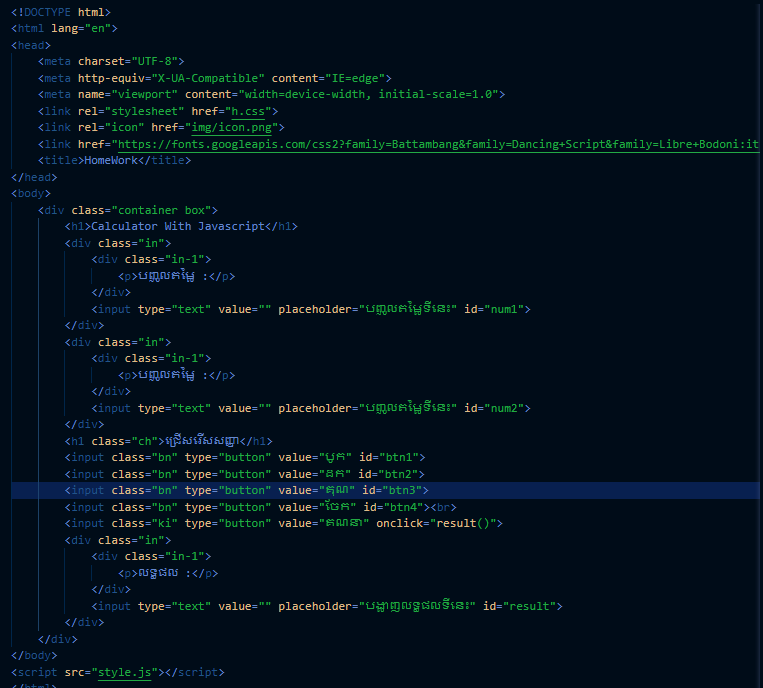 <!DOCTYPE html>
<html lang="en">
<head>
<meta charset="UTF-8">
<meta http-equiv="X-UA-Compatible" content="IE=edge">
<meta name="viewport" content="width=device-width, initial-scale=1.0">
<link rel="stylesheet" href="h.css">
<link rel="icon" href="img/icon.png">
<link href="https://fonts.googleapis.com/css2?family=Battambang&family=Dancing+Script&family=Libre+Bodoni:it
<title>HomeWork</title>
</head>
<body>
<div class="container box">
<h1>Calculator With Javascript</h1>
<div class="in">
<div class="in-1">
<p>បញ្ចូលតម្លៃ :</p>
</div>
<input type="text" value="" placeholder="បញ្ចូលតម្លៃទីនេះ" id="num1">
</div>
<div class="in">
<div class="in-1">
<p>បញ្ចូលតម្លៃ :</p>
</div>
<input type="text" value="" placeholder="បញ្ចូលតម្លៃទីនេះ" id="num2">
</div>
<h1 class="ch">ជ្រើសរើសសញ្ញា</h1>
<input class="bn" type="button" value="បូក" id="btn1">
<input class="bn" type="button" value="ដក" id="btn2">
<input class="bn" type="button" value="គុណ" id="btn3">
<input class="bn" type="button" value="ចែក" id="btn4"><br>
<input class="ki" type="button" value="គណនា" onclick="result()">
<div class="in">
<div class="in-1">
<p>លទ្ធផល :</p>
</div>
<input type="text" value="" placeholder="បង្ហាញលទ្ធផលទីនេះ" id="result">
</div>
</div>
</body>
<script src="style.js"></script>
</html>